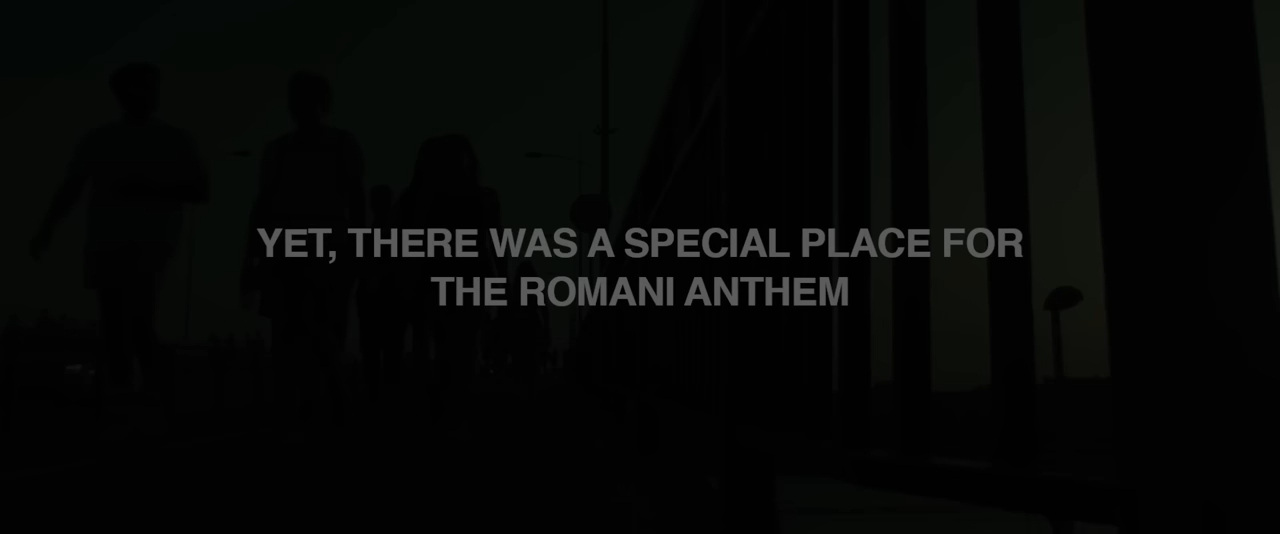 YET, THERE WAS A SPECIAL PLACE FOR
THE ROMANI ANTHEM